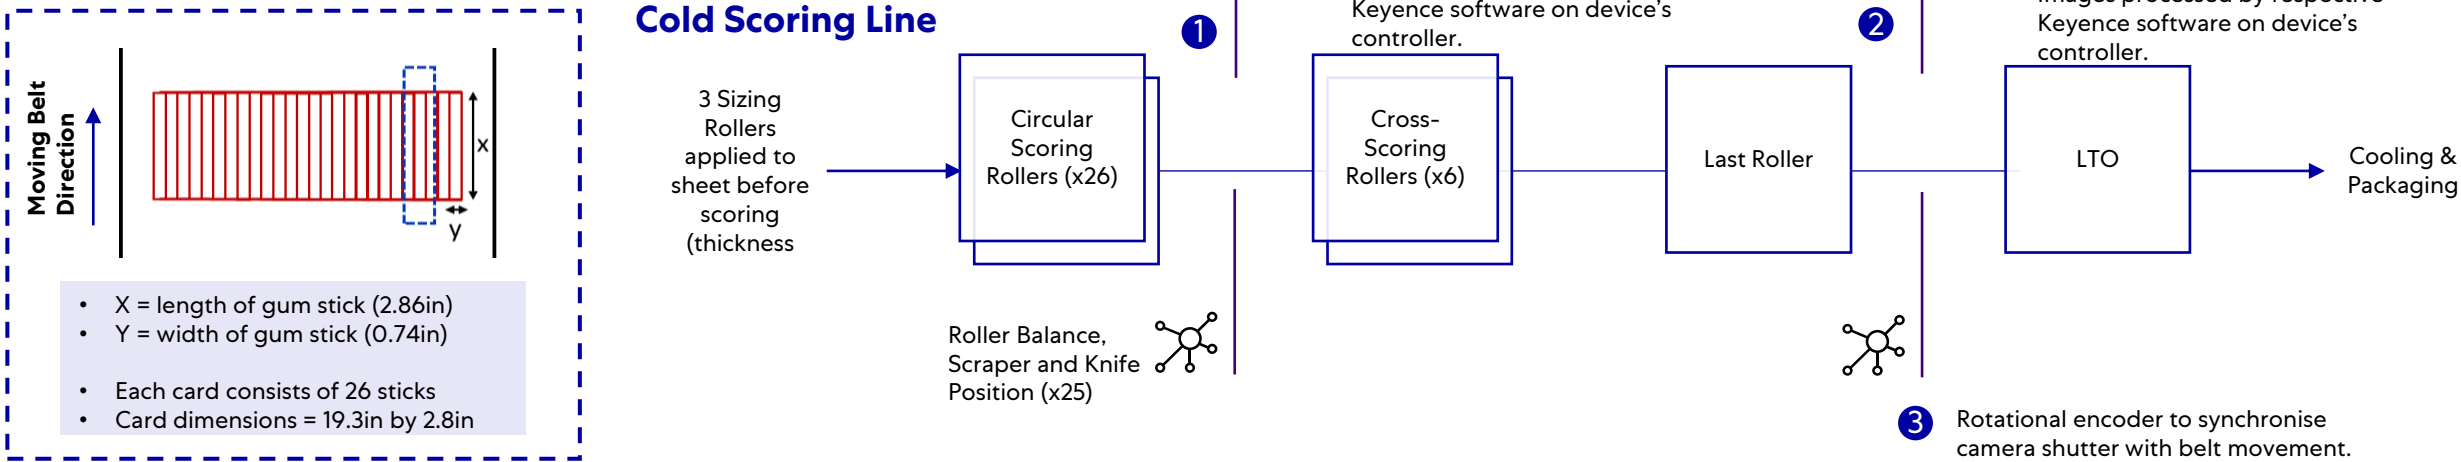 Moving Belt
Direction
x
y
• X = length of gum stick (2.86in)
• Y = width of gum stick (0.74in)
• Each card consists of 26 sticks
• Card dimensions = 19.3in by 2.8in
Cold Scoring Line
3 Sizing
Rollers
applied to
sheet before
scoring
(thickness
Circular
Scoring
Rollers (x26)
Roller Balance,
Scraper and Knife
Position (x25)
1
Keyence software on device's
controller.
Cross-
Scoring
Rollers (x6)
Last Roller
2
Images processed by respective
Keyence software on device's
controller.
LTO
Cooling &
Packaging
3
Rotational encoder to synchronise
camera shutter with belt movement.